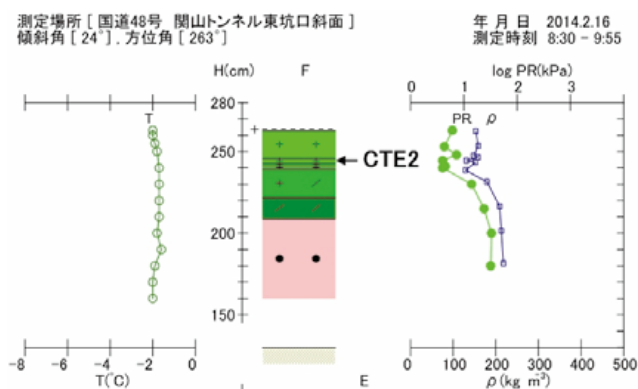 測定場所 [ 国道48号 関山トンネル東坑口斜面 ]
年 月 日 2014.2.16
傾斜角 [ 24° ] , 方位角 [ 263° ]
測定時刻 8:30 - 9:55
H(cm) F log PR(kPa)
280 0 1 2 3
T PR ρ
250 CTE2
200
150
-8 -6 -4 -2 0 0 100 200 300 400 500
T(°C) E ρ(kg m⁻³)